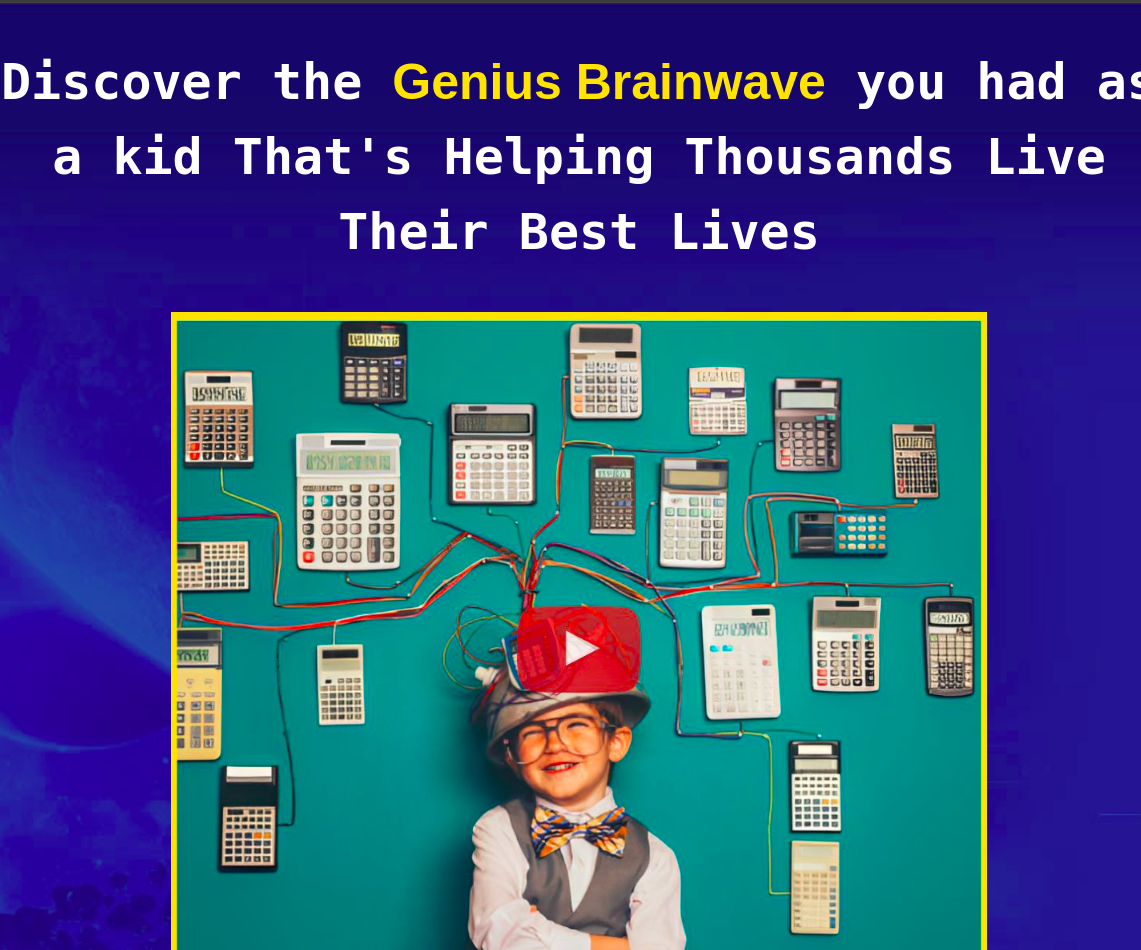 Discover the Genius Brainwave you had as
a kid That's Helping Thousands Live
Their Best Lives